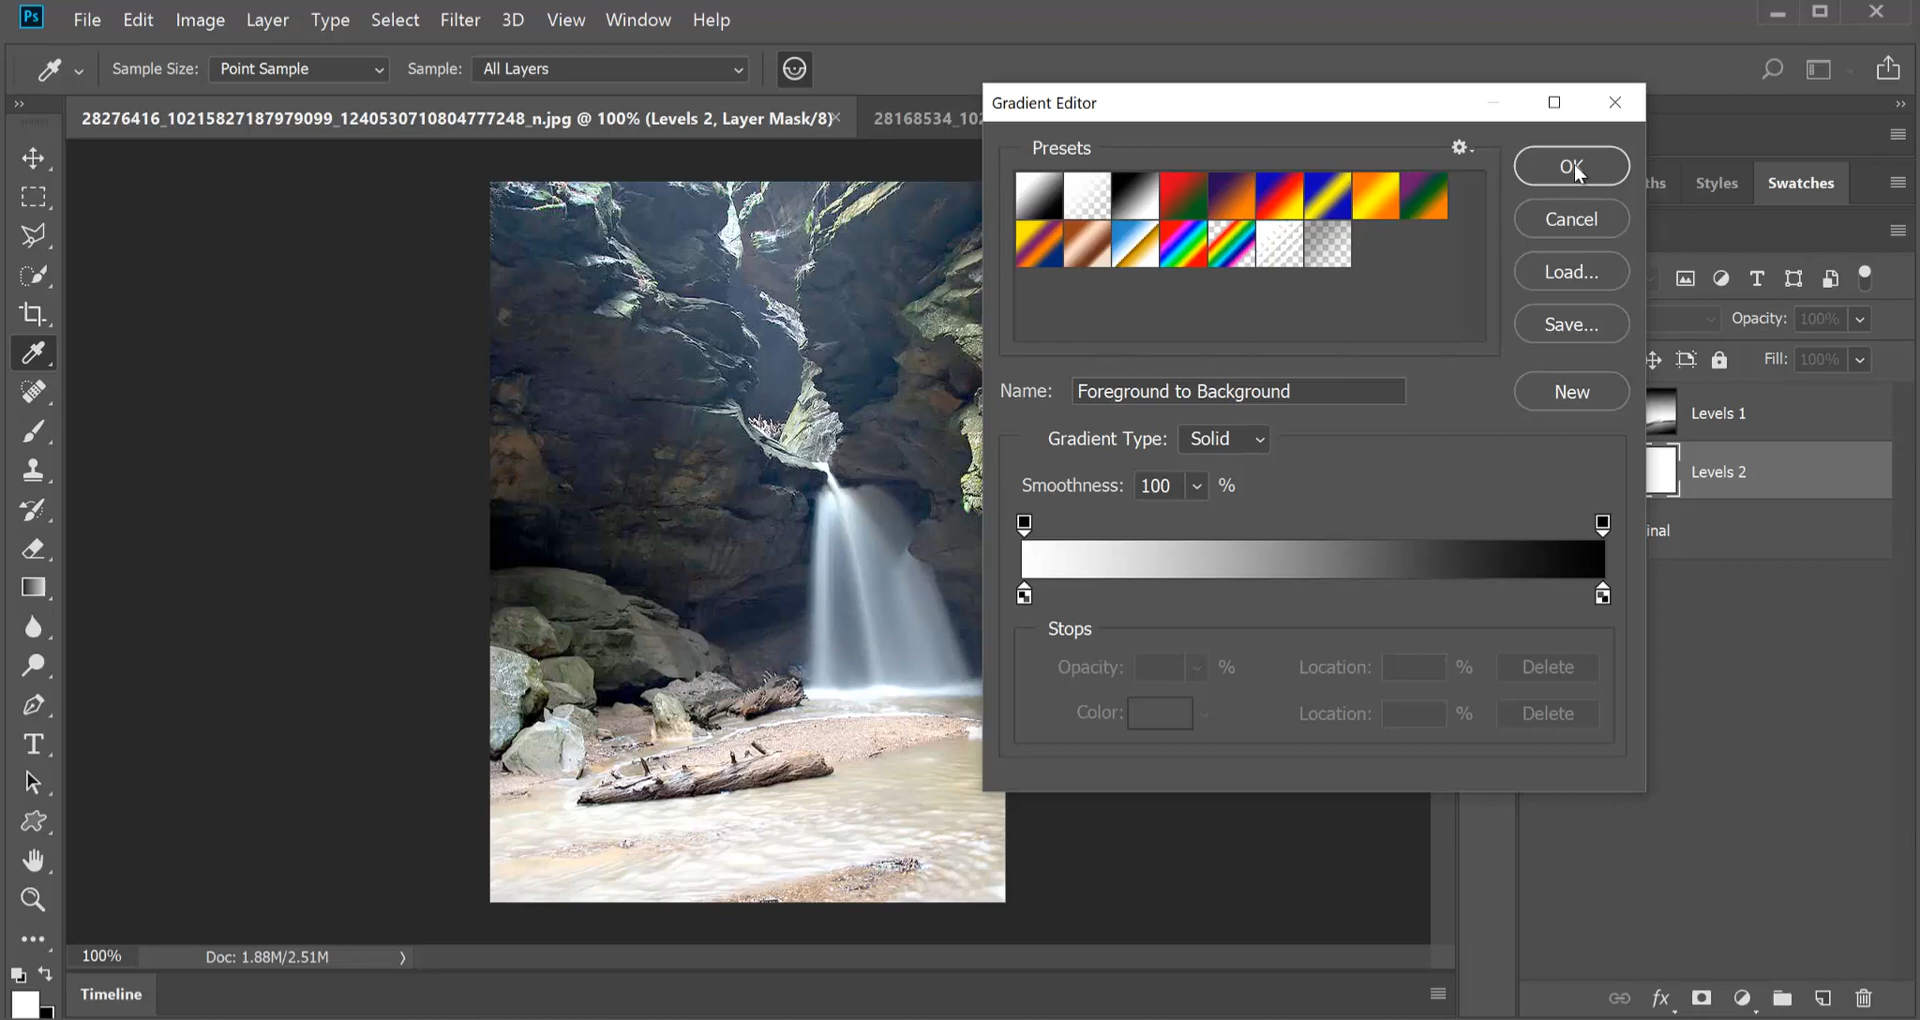 Ps File Edit Image Layer Type Select Filter 3D View Window Help
Sample Size: Point Sample Sample: All Layers
28276416_10215827187979099_1240530710804777248_n.jpg @ 100% (Levels 2, Layer Mask/8) 28168534_10
Gradient Editor
Presets
OK
Cancel
Load...
Save...
Name: Foreground to Background
New
Gradient Type: Solid
Smoothness: 100 %
Stops
Opacity: % Location: % Delete
Color: Location: % Delete
ths Styles Swatches
Opacity: 100%
Fill: 100%
Levels 1
Levels 2
inal
T
100% Doc: 1.88M/2.51M
Timeline
fx